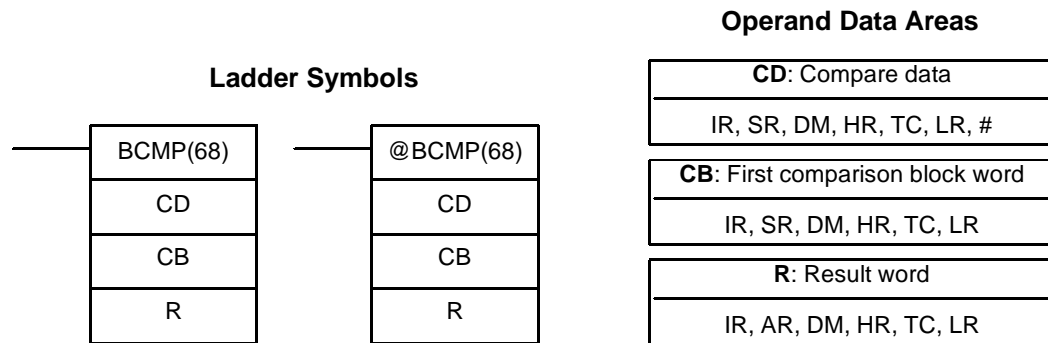 Ladder Symbols
BCMP(68)
CD
CB
R
@BCMP(68)
CD
CB
R
Operand Data Areas
CD: Compare data
IR, SR, DM, HR, TC, LR, #
CB: First comparison block word
IR, SR, DM, HR, TC, LR
R: Result word
IR, AR, DM, HR, TC, LR